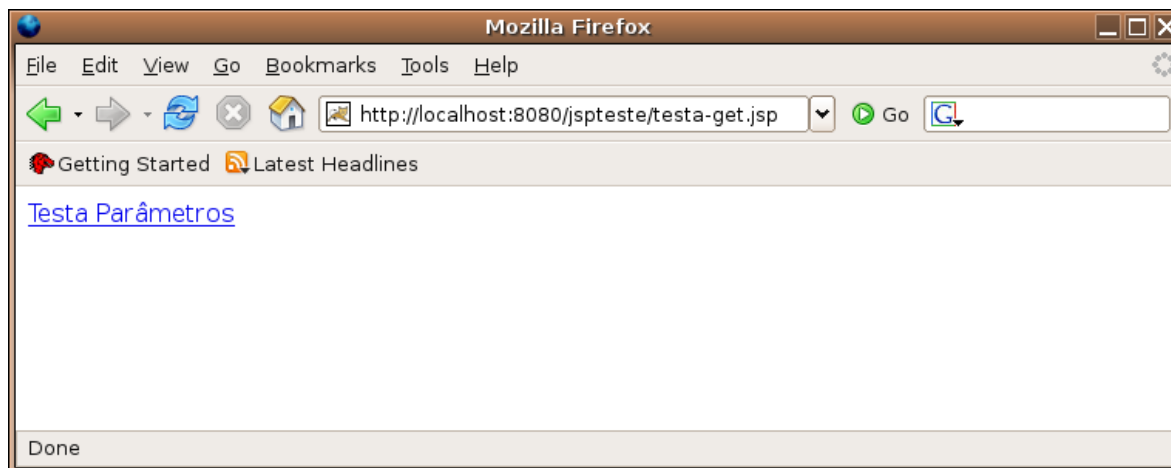 Mozilla Firefox
File Edit View Go Bookmarks Tools Help
http://localhost:8080/jspteste/testa-get.jsp Go G
Getting Started Latest Headlines
Testa Parâmetros
Done